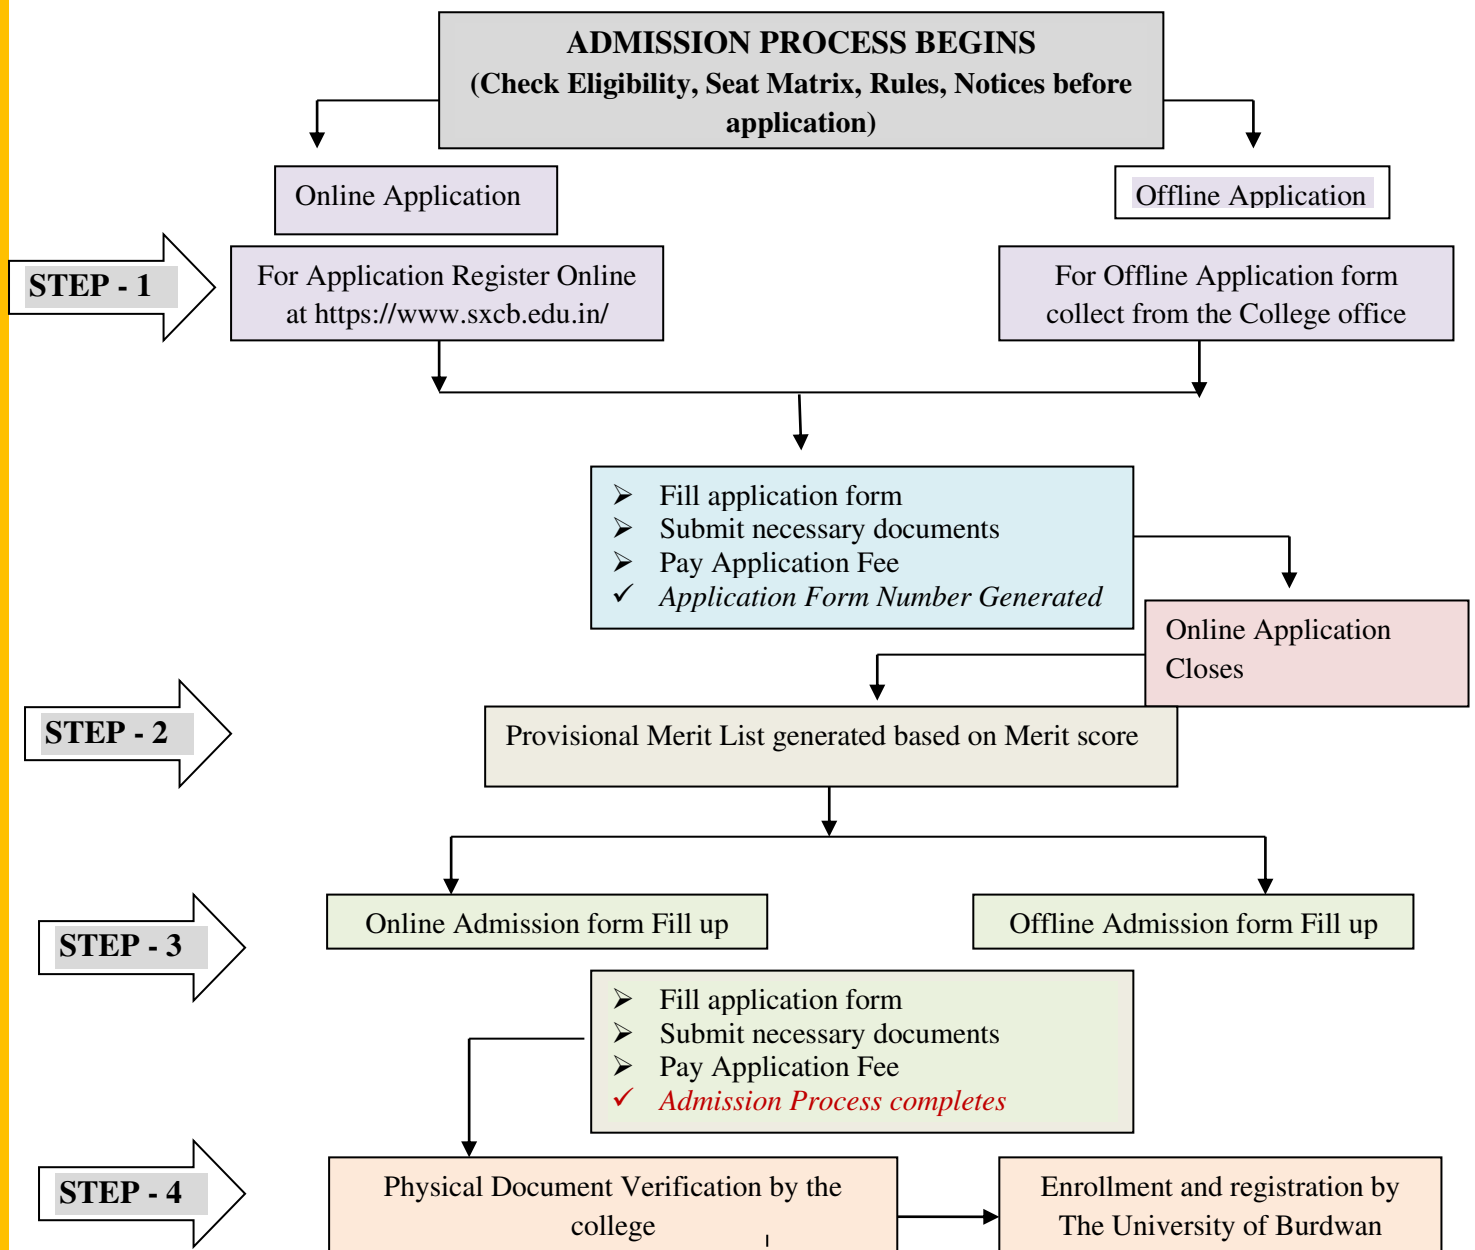 ADMISSION PROCESS BEGINS
(Check Eligibility, Seat Matrix, Rules, Notices before
application)
Online Application
Offline Application
STEP - 1
For Application Register Online
at https://www.sxcb.edu.in/
For Offline Application form
collect from the College office
➢ Fill application form
➢ Submit necessary documents
➢ Pay Application Fee
✓ Application Form Number Generated
Online Application
Closes
STEP - 2
Provisional Merit List generated based on Merit score
STEP - 3
Online Admission form Fill up
Offline Admission form Fill up
➢ Fill application form
➢ Submit necessary documents
➢ Pay Application Fee
✓ Admission Process completes
STEP - 4
Physical Document Verification by the
college
Enrollment and registration by
The University of Burdwan